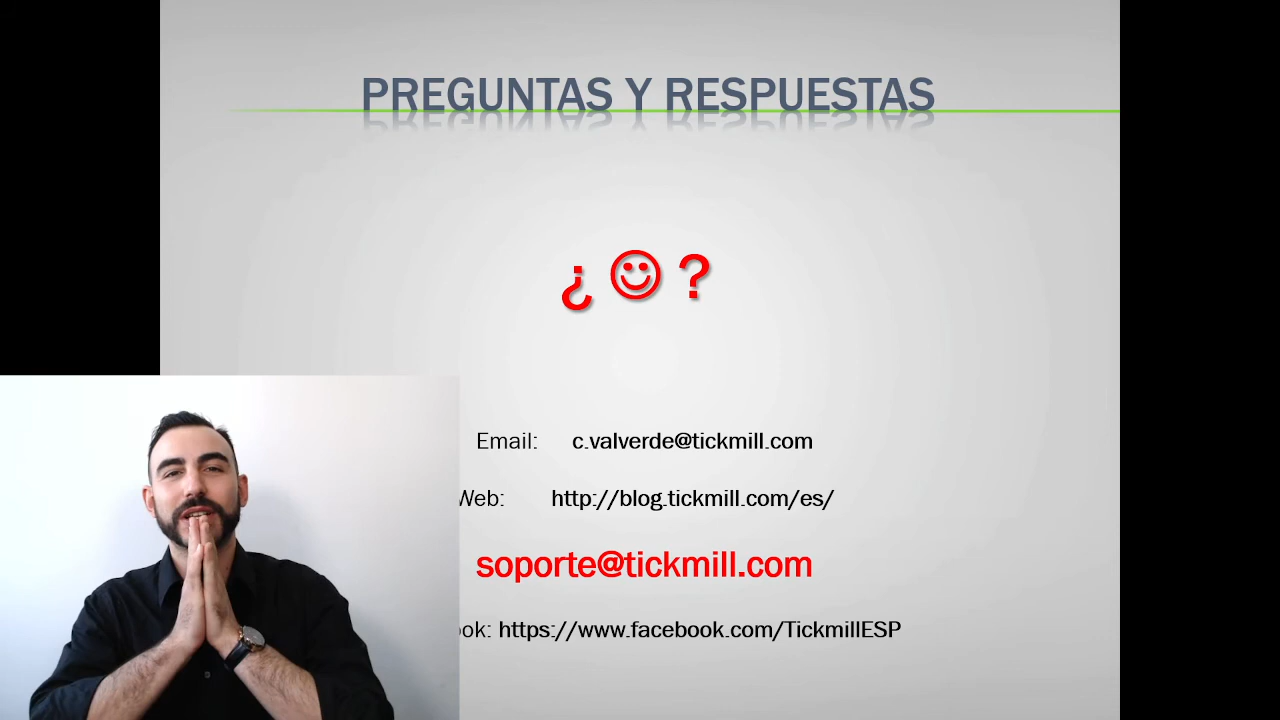 PREGUNTAS Y RESPUESTAS
¿ ☺ ?
Email: c.valverde@tickmill.com
Web: http://blog.tickmill.com/es/
soporte@tickmill.com
ook: https://www.facebook.com/TickmillESP